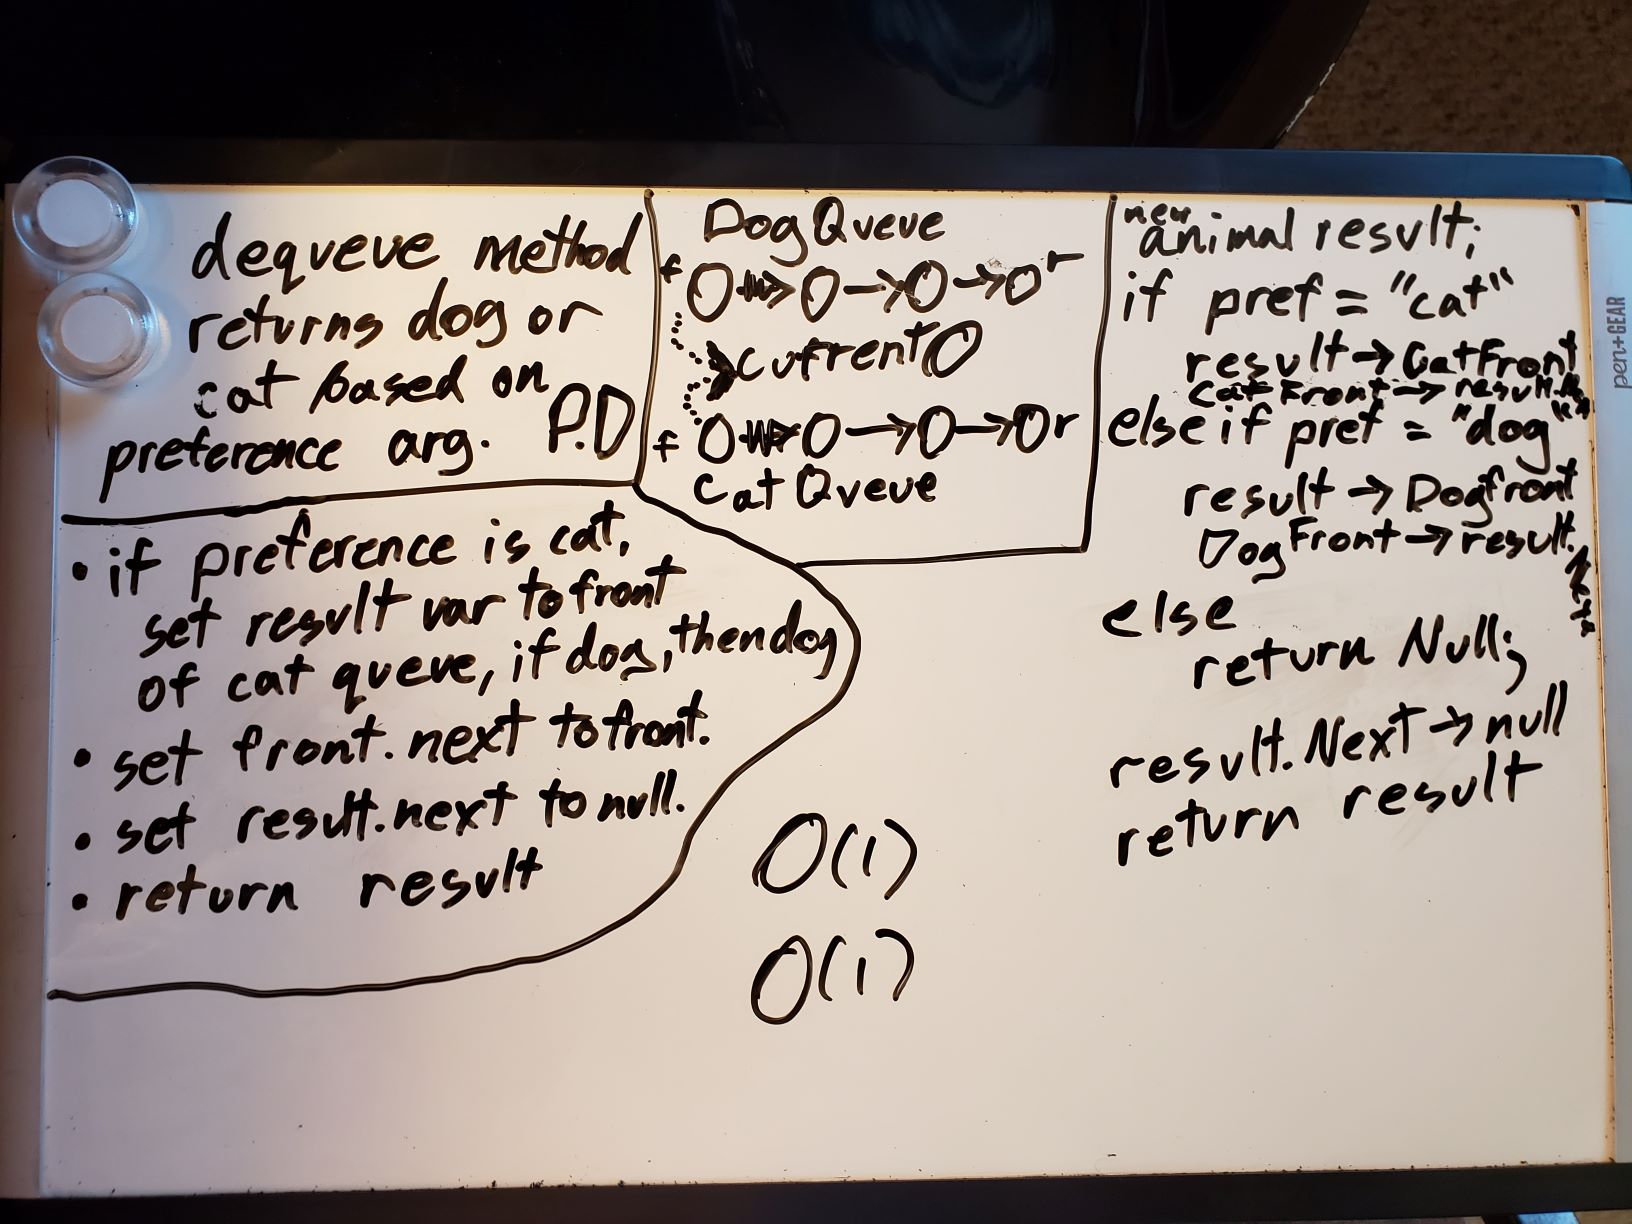 dequeue method
returns dog or
cat based on
preference arg. P.D
Dog Queue
f O O O O r
current O
f O O O O r
Cat Queue
new
animal result;
if pref = "cat"
result → CatFront
CatFront → result.
else if pref = "dog"
result → Dogfront
DogFront → result.Next
else
return Null;
result.Next → null
return result
• if preference is cat,
set result var to front
of cat queue, if dog, then dog
• set front.next to front.
• set result.next to null.
• return result
O(1)
O(1)
pen+GEAR